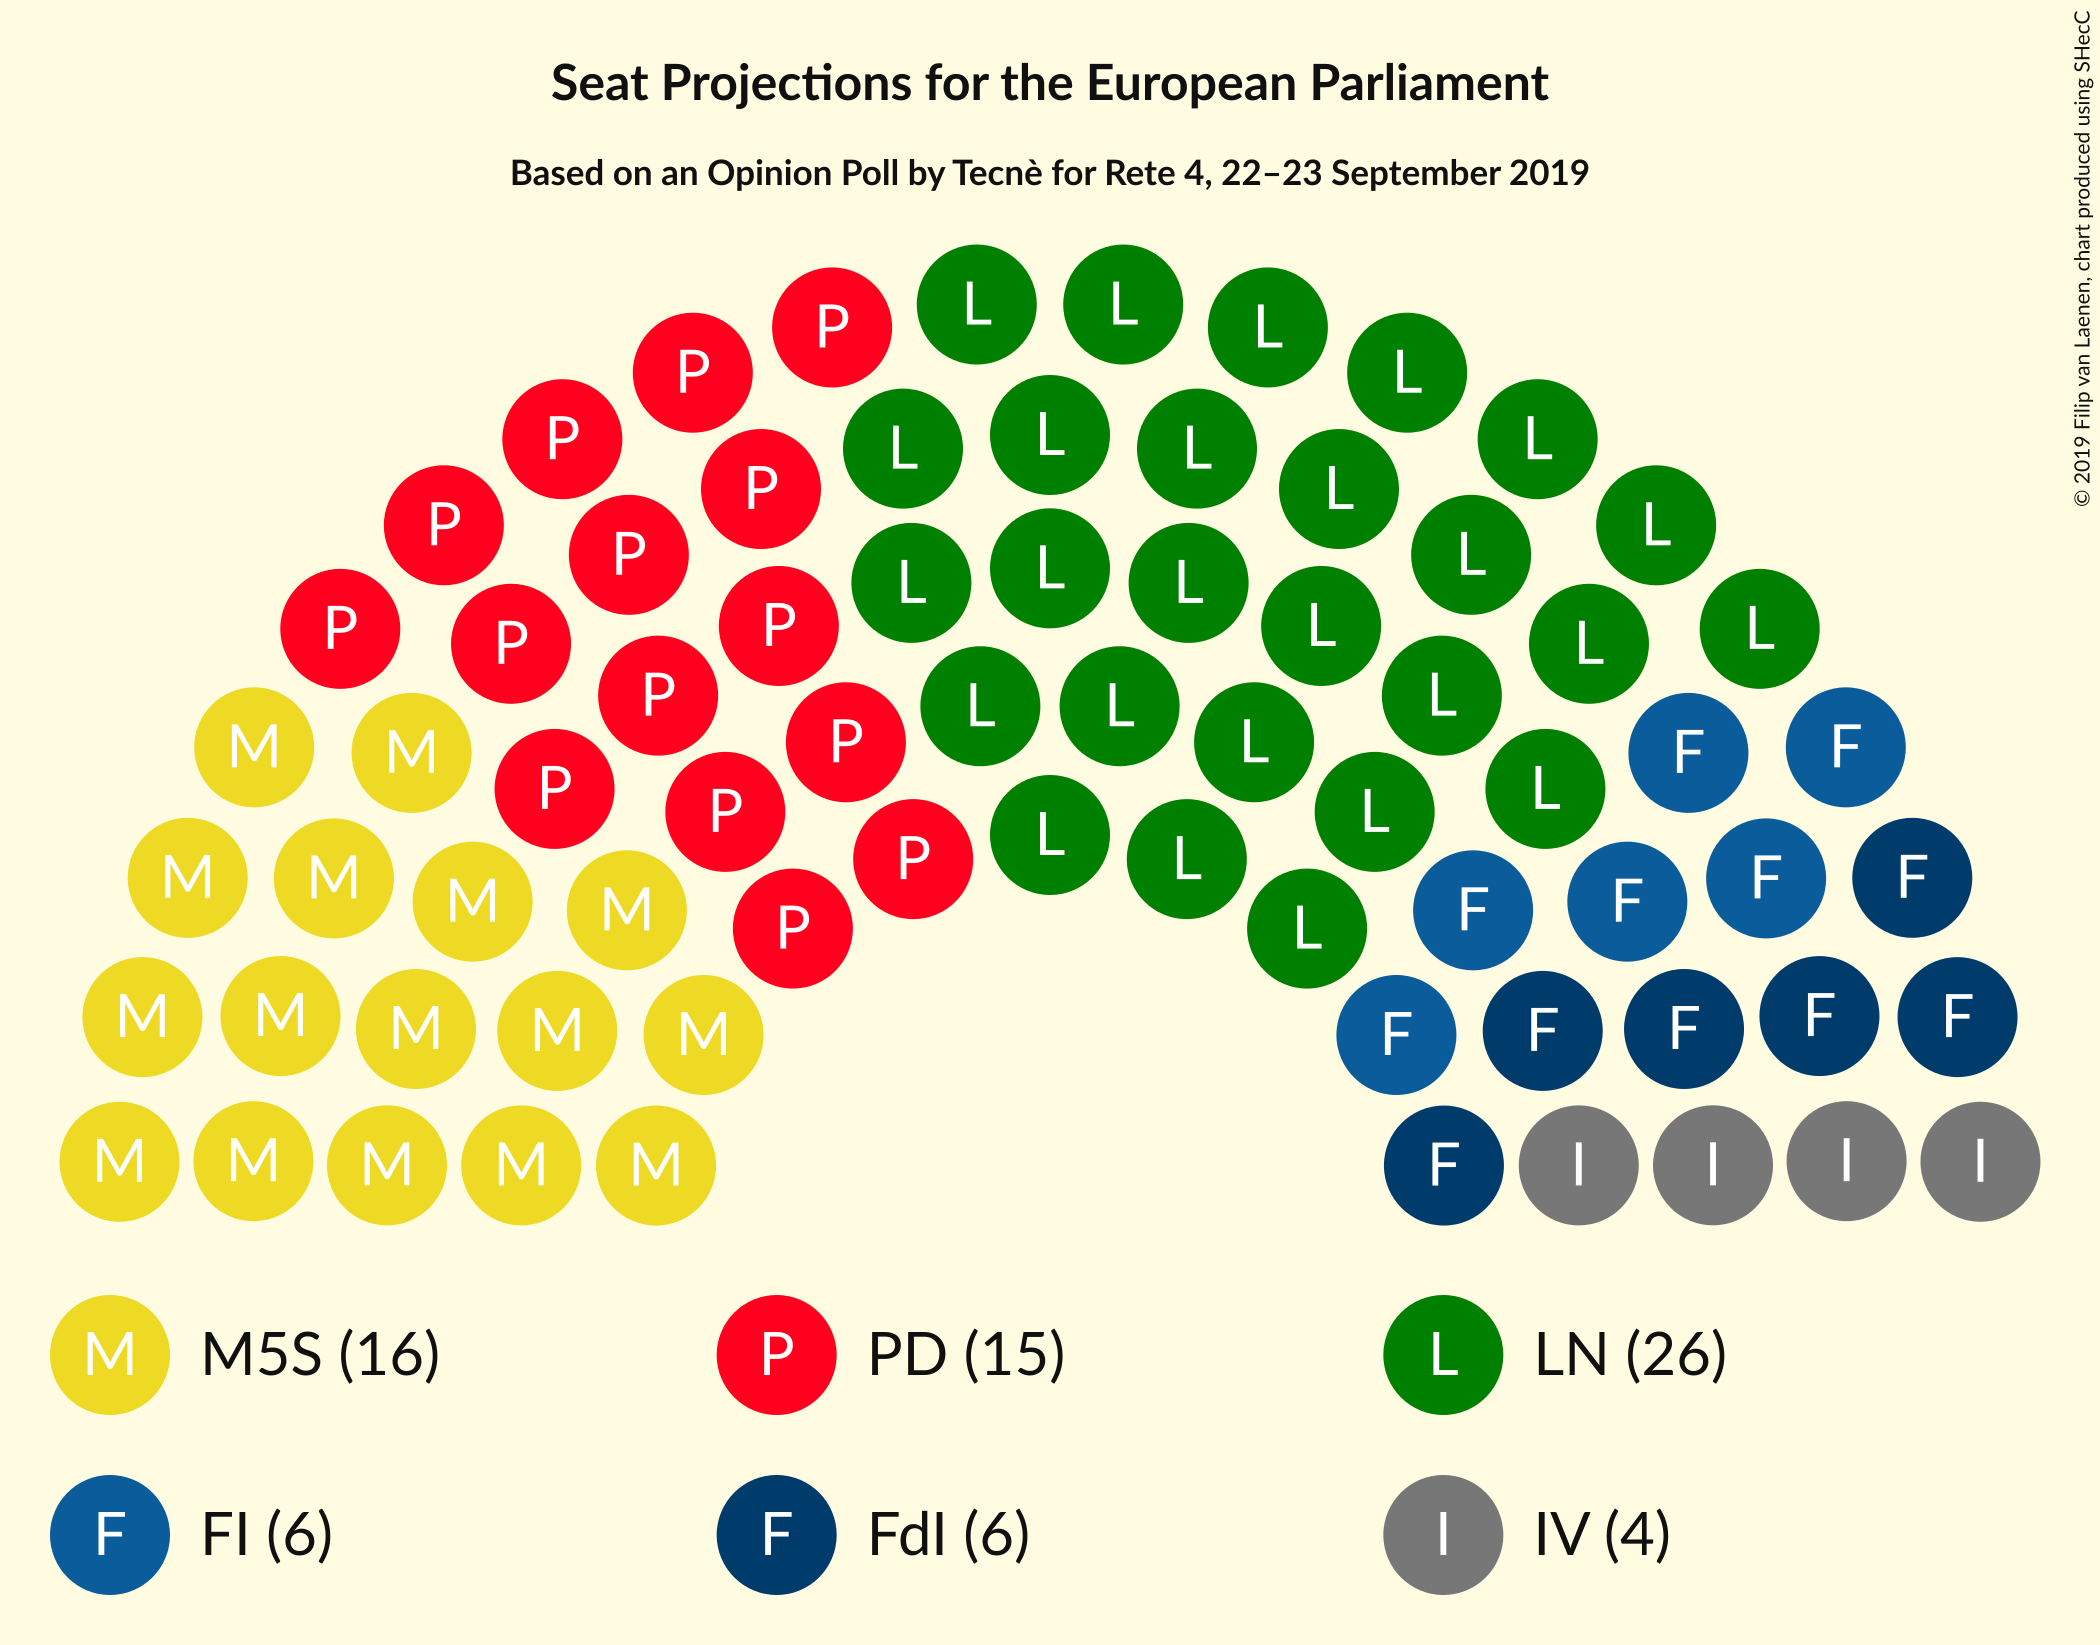 Seat Projections for the European Parliament
Based on an Opinion Poll by Tecnè for Rete 4, 22–23 September 2019
© 2019 Filip van Laenen, chart produced using SHecC
L L
P L
P L
P L L L P L
P L L L
P P L L L L
P P L L
P P L L
P L
M M P L L L P L F F
P L
P L L
M M M M P L F F F F
M M M M M F F F F F
M M M M M F I I I I
M M5S (16) P PD (15) L LN (26)
F FI (6) F FdI (6) I IV (4)